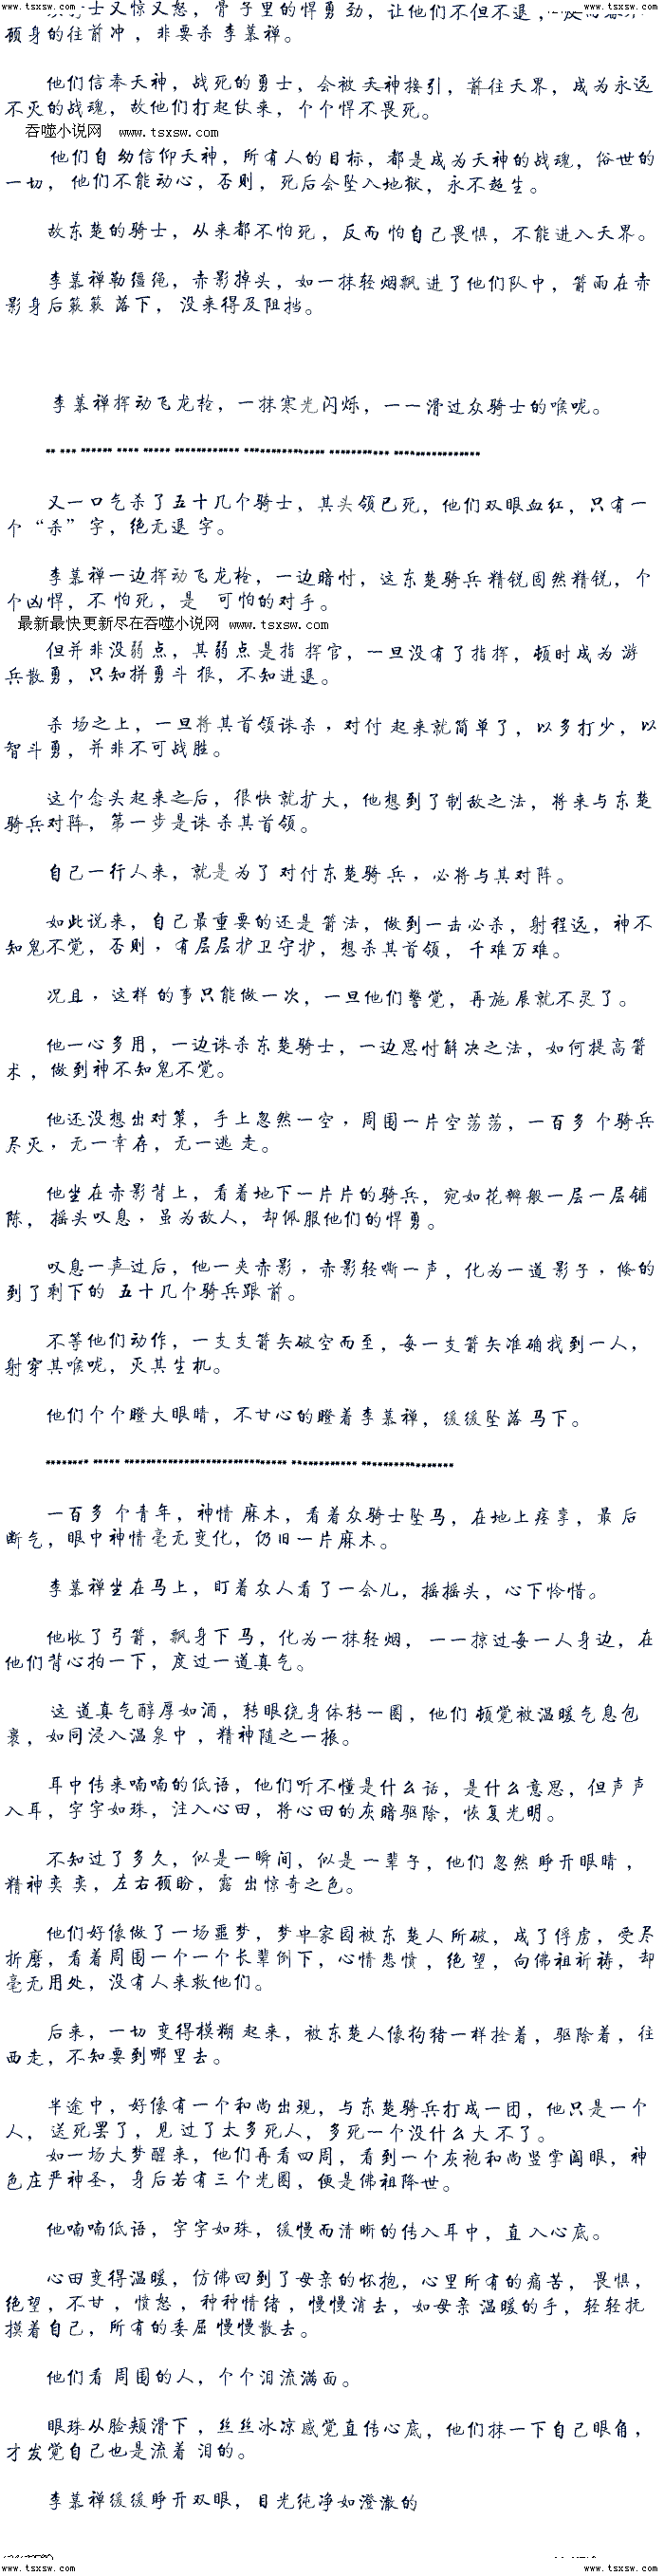 www.tsxsw.com www.tsxsw.com
士又惊又怒，骨子里的悍勇劲，让他们不但不退，
顾身的往前冲，非要杀李慕禅。
他们信奉天神，战死的勇士，会被天神接引，前往天界，成为永远
不灭的战魂，故他们打起仗来，个个悍不畏死。
吞噬小说网 www.tsxsw.com
他们自幼信仰天神，所有人的目标，都是成为天神的战魂，俗世的
一切，他们不能动心，否则，死后会坠入地狱，永不超生。
故东楚的骑士，从来都不怕死，反而怕自己畏惧，不能进入天界。
李慕禅勒缰绳，赤影掉头，如一抹轻烟飘进了他们队中，箭雨在赤
影身后簌簌落下，没来得及阻挡。
李慕禅挥动飞龙枪，一抹寒光闪烁，一一滑过众骑士的喉咙。
又一口气杀了五十几个骑士，其头领已死，他们双眼血红，只有一
个“杀”字，绝无退字。
李慕禅一边挥动飞龙枪，一边暗忖，这东楚骑兵精锐固然精锐，个
个凶悍，不怕死，是 可怕的对手。
最新最快更新尽在吞噬小说网 www.tsxsw.com
但并非没弱点，其弱点是指挥官，一旦没有了指挥，顿时成为游
兵散勇，只知拼勇斗狠，不知进退。
杀场之上，一旦将其首领诛杀，对付起来就简单了，以多打少，以
智斗勇，并非不可战胜。
这个念头起来之后，很快就扩大，他想到了制敌之法，将来与东楚
骑兵对阵，第一步是诛杀其首领。
自己一行人来，就是为了对付东楚骑兵，必将与其对阵。
如此说来，自己最重要的还是箭法，做到一击必杀，射程远，神不
知鬼不觉，否则，有层层护卫守护，想杀其首领，千难万难。
况且，这样的事只能做一次，一旦他们警觉，再施展就不灵了。
他一心多用，一边诛杀东楚骑士，一边思忖解决之法，如何提高箭
术，做到神不知鬼不觉。
他还没想出对策，手上忽然一空，周围一片空荡荡，一百多个骑兵
尽灭，无一幸存，无一逃走。
他坐在赤影背上，看着地下一片片的骑兵，宛如花瓣般一层一层铺
陈，摇头叹息，虽为敌人，却佩服他们的悍勇。
叹息一声过后，他一夹赤影，赤影轻嘶一声，化为一道影子，倏的
到了剩下的五十几个骑兵跟前。
不等他们动作，一支支箭矢破空而至，每一支箭矢准确找到一人，
射穿其喉咙，灭其生机。
他们个个瞪大眼睛，不甘心的瞪着李慕禅，缓缓坠落马下。
一百多个青年，神情麻木，看着众骑士坠马，在地上痉挛，最后
断气，眼中神情毫无变化，仍旧一片麻木。
李慕禅坐在马上，盯着众人看了一会儿，摇摇头，心下怜惜。
他收了弓箭，飘身下马，化为一抹轻烟，一一掠过每一人身边，在
他们背心拍一下，度过一道真气。
这道真气醇厚如酒，转眼绕身体转一圈，他们顿觉被温暖气息包
裹，如同浸入温泉中，精神随之一振。
耳中传来喃喃的低语，他们听不懂是什么话，是什么意思，但声声
入耳，字字如珠，注入心田，将心田的灰暗驱除，恢复光明。
不知过了多久，似是一瞬间，似是一辈子，他们忽然睁开眼睛，
精神奕奕，左右顾盼，露出惊奇之色。
他们好像做了一场噩梦，梦中家园被东楚人所破，成了俘虏，受尽
折磨，看着周围一个一个长辈倒下，心情悲愤，绝望，向佛祖祈祷，却
毫无用处，没有人来救他们。
后来，一切变得模糊起来，被东楚人像狗猪一样拴着，驱除着，往
西走，不知要到哪里去。
半途中，好像有一个和尚出现，与东楚骑兵打成一团，他只是一个
人，送死罢了，见过了太多死人，多死一个没什么大不了。
如一场大梦醒来，他们再看四周，看到一个灰袍和尚竖掌阖眼，神
色庄严神圣，身后若有三个光圈，便是佛祖降世。
他喃喃低语，字字如珠，缓慢而清晰的传入耳中，直入心底。
心田变得温暖，仿佛回到了母亲的怀抱，心里所有的痛苦，畏惧，
绝望，不甘，愤怒，种种情绪，慢慢消去，如母亲温暖的手，轻轻抚
摸着自己，所有的委屈慢慢散去。
他们看周围的人，个个泪流满面。
眼珠从脸颊滑下，丝丝冰凉感觉直传心底，他们抹一下自己眼角，
才发觉自己也是流着泪的。
李慕禅缓缓睁开双眼，目光纯净如澄澈的
www.tsxsw.com www.tsxsw.com